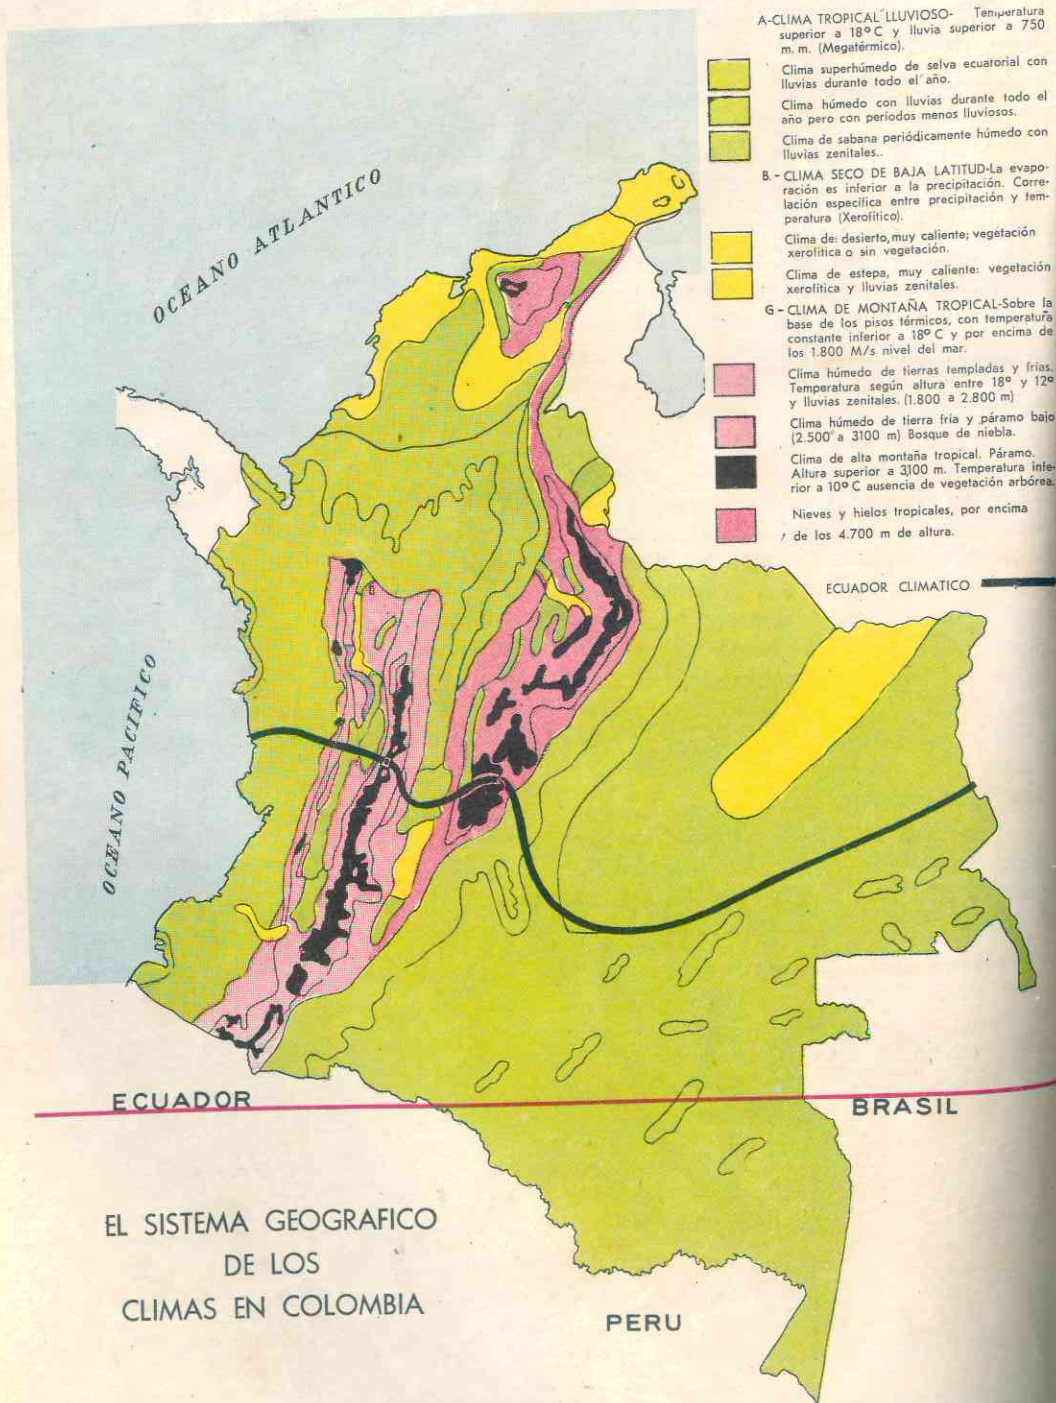 A-CLIMA TROPICAL LLUVIOSO- Temperatura
superior a 18º C y lluvia superior a 750
m. m. (Megatérmico).
Clima superhúmedo de selva ecuatorial con
lluvias durante todo el año.
Clima húmedo con lluvias durante todo el
año pero con periodos menos lluviosos.
Clima de sabana periódicamente húmedo con
lluvias zenitales..
B.- CLIMA SECO DE BAJA LATITUD-La evapo-
ración es inferior a la precipitación. Corre-
lación especifica entre precipitación y tem-
peratura (Xerofítico).
Clima de: desierto, muy caliente; vegetación
xerolitica o sin vegetación.
Clima de estepa, muy caliente: vegetación
xerofítica y lluvias zenitales.
G- CLIMA DE MONTAÑA TROPICAL-Sobre la
base de los pisos térmicos, con temperatura
constante inferior a 18º C y por encima de
los 1.800 M/s nivel del mar.
Clima húmedo de tierras templadas y frías.
Temperatura según altura entre 18º y 12º
y lluvias zenitales. (1.800 a 2.800 m)
Clima húmedo de tierra fria y páramo bajo
(2.500 a 3100 m) Bosque de niebla.
Clima de alta montaña tropical. Páramo.
Altura superior a 3,100 m. Temperatura infe-
rior a 10º C ausencia de vegetación arbórea.
Nieves y hielos tropicales, por encima
de los 4.700 m de altura.
ECUADOR CLIMATICO
OCEANO ATLANTICO
OCEANO PACIFICO
ECUADOR
BRASIL
EL SISTEMA GEOGRAFICO
DE LOS
CLIMAS EN COLOMBIA
PERU